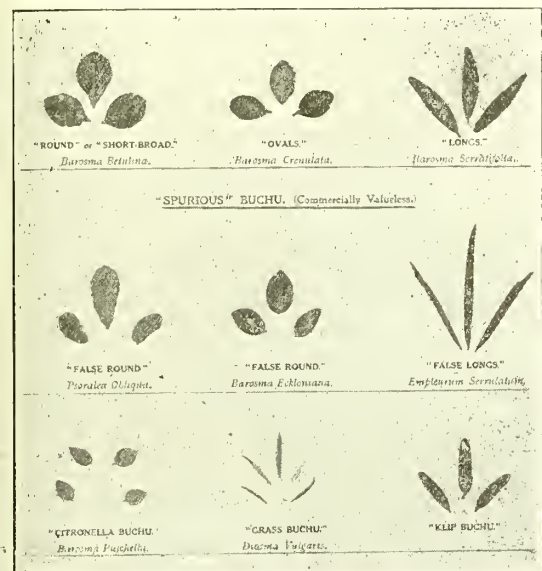 "ROUND" or "SHORT-BROAD."
Barosma Betulina.
"OVALS."
Barosma Crenulata.
"LONGS."
Barosma Serratifolia.
"SPURIOUS" BUCHU. (Commercially Valueless.)
"FALSE ROUND"
Psoralea Obliqua.
"FALSE ROUND."
Barosma Eckloniana.
"FALSE LONGS."
Empleurum Serrulatum.
"CITRONELLA BUCHU."
Barosma Puschella.
"GRASS BUCHU."
Diosma Vulgaris.
"KLIP BUCHU."